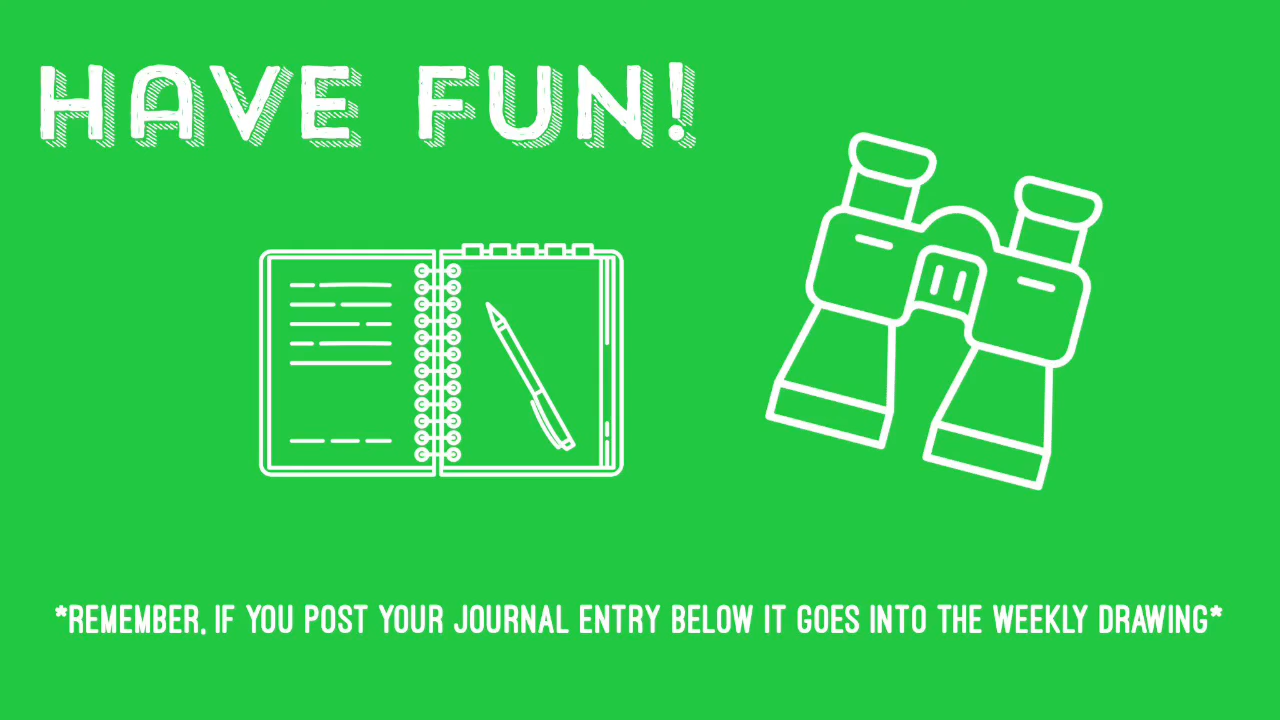 HAVE FUN!
*REMEMBER, IF YOU POST YOUR JOURNAL ENTRY BELOW IT GOES INTO THE WEEKLY DRAWING*